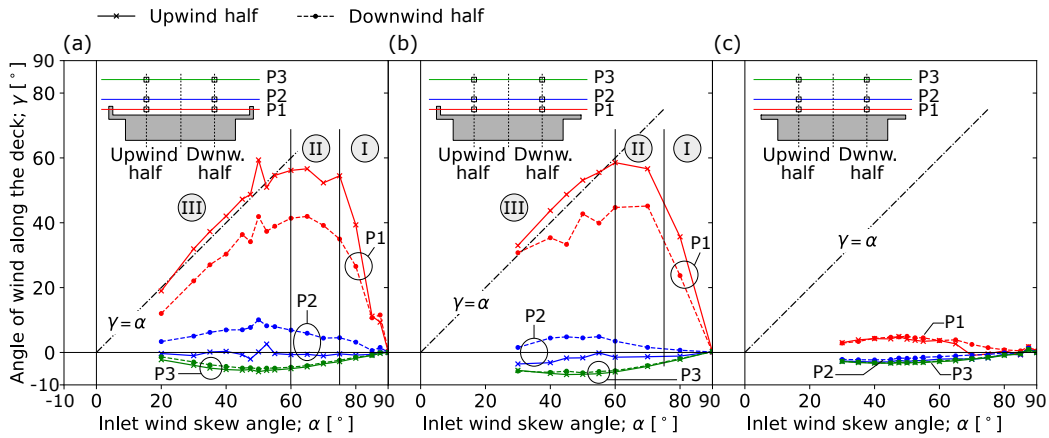 Upwind half
Downwind half
(a)
(b)
(c)
Angle of wind along the deck; γ [°]
90
80
60
40
20
0
−10
P3
P2
P1
Upwind half
Dwnw. half
II
I
III
γ = α
P1
P2
P3
P3
P2
P1
Upwind half
Dwnw. half
II
I
III
γ = α
P1
P2
P3
P3
P2
P1
Upwind half
Dwnw. half
γ = α
P1
P2
P3
−10 0 20 40 60 80 90
0 20 40 60 80 90
0 20 40 60 80 90
Inlet wind skew angle; α [°]
Inlet wind skew angle; α [°]
Inlet wind skew angle; α [°]